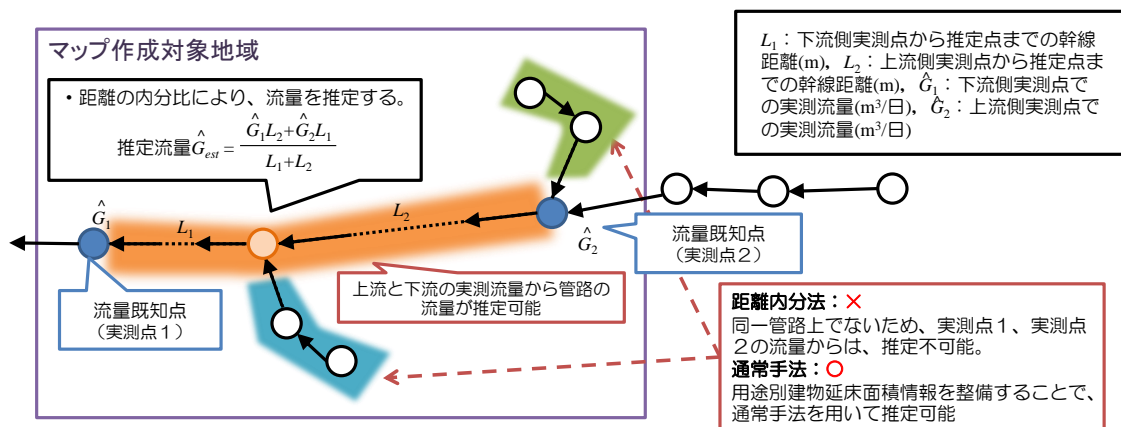 マップ作成対象地域
・距離の内分比により、流量を推定する。
推定流量Ĝest = (Ĝ1L2+Ĝ2L1) / (L1+L2)
L1：下流側実測点から推定点までの幹線
距離(m)，L2：上流側実測点から推定点ま
での幹線距離(m)，Ĝ1：下流側実測点で
の実測流量(m³/日)，Ĝ2：上流側実測点で
の実測流量(m³/日)
Ĝ1
L1
L2
Ĝ2
流量既知点
（実測点２）
流量既知点
（実測点１）
上流と下流の実測流量から管路の
流量が推定可能
距離内分法：×
同一管路上でないため、実測点１、実測点
２の流量からは、推定不可能。
通常手法：○
用途別建物延床面積情報を整備することで、
通常手法を用いて推定可能